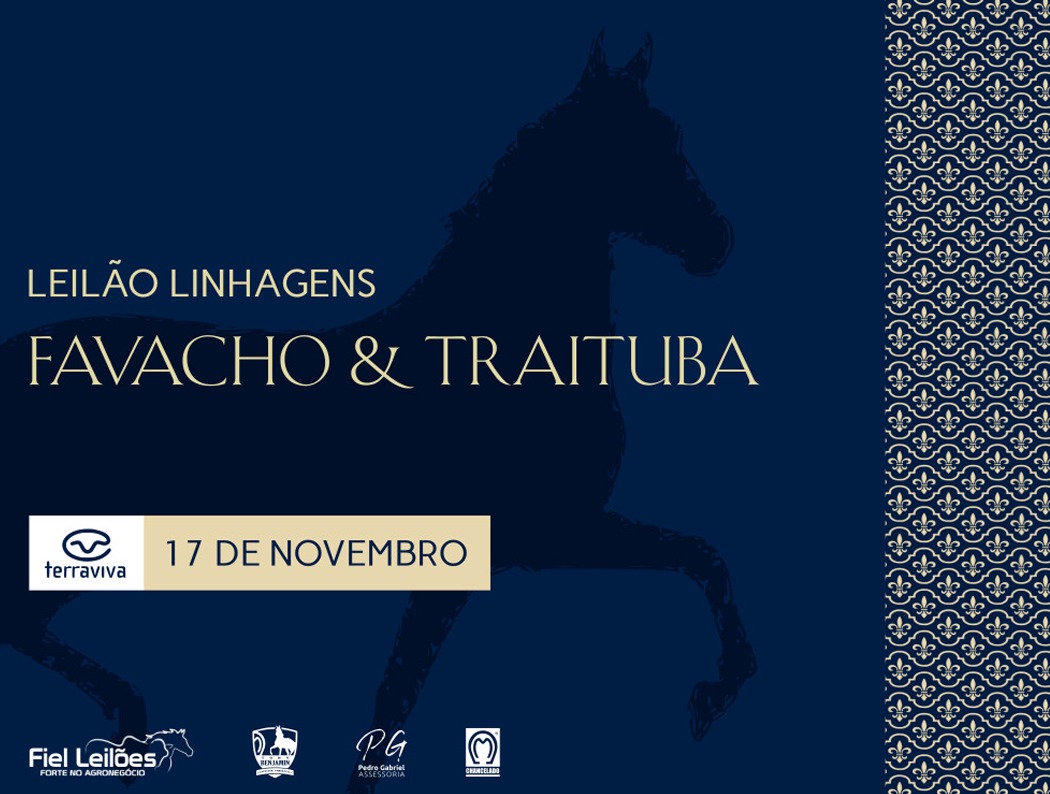 LEILÃO LINHAGENS
FAVACHO & TRAITUBA
terraviva
17 DE NOVEMBRO
Fiel Leilões
FORTE NO AGRONEGÓCIO
BENJAMIN
PG
Pedro Gabriel
ASSESSORIA
CHANCELADO